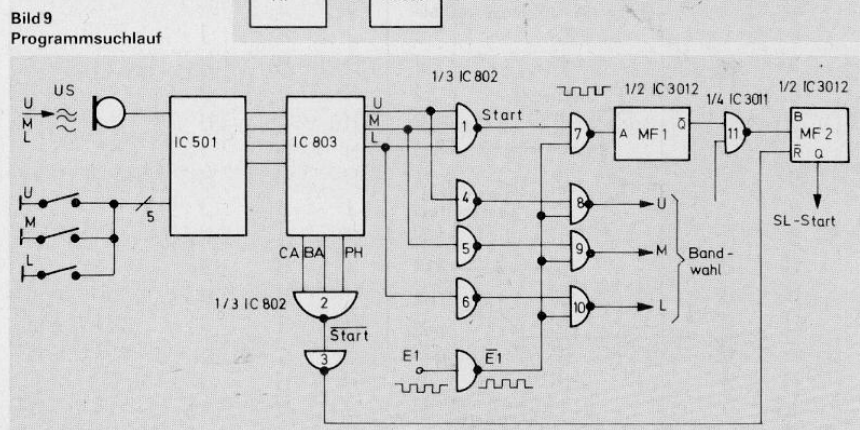 Bild 9
Programmsuchlauf
1/3 IC 802
1/2 IC 3012
1/4 IC 3011
1/2 IC 3012
U
M
L
US
IC 501
IC 803
U
M
L
1
Start
7
A
MF 1
Q̅
11
B
MF 2
R̅
Q
SL-Start
U
M
L
5
4
5
6
8
9
10
U
M
L
Band-
wahl
CA
BA
PH
1/3 IC 802
2
S̅t̅a̅r̅t̅
3
E1
E̅1̅